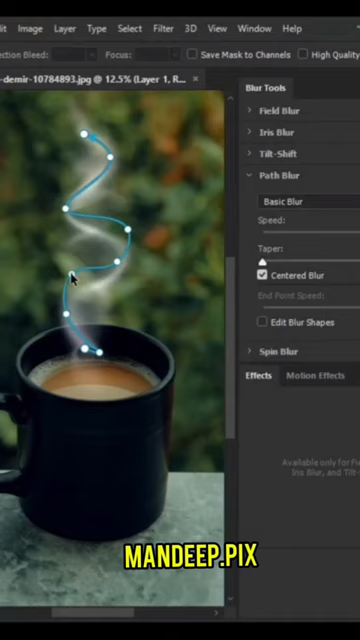 dit Image Layer Type Select Filter 3D View Window Help
ection Bleed: Focus: Save Mask to Channels High Quality
-demir-10784893.jpg @ 12.5% (Layer 1, R... ×
Blur Tools
Field Blur
Iris Blur
Tilt-Shift
Path Blur
Basic Blur
Speed:
Taper:
Centered Blur
End Point Speed:
Edit Blur Shapes
Spin Blur
Effects Motion Effects
Available only for Fi
Iris Blur, and Tilt-
MANDEEP.PIX